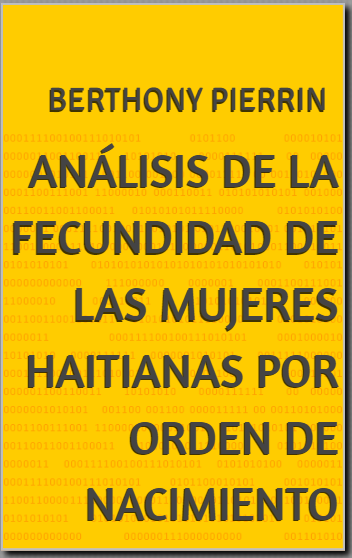 BERTHONY PIERRIN
ANÁLISIS DE LA
FECUNDIDAD DE
LAS MUJERES
HAITIANAS POR
ORDEN DE
NACIMIENTO